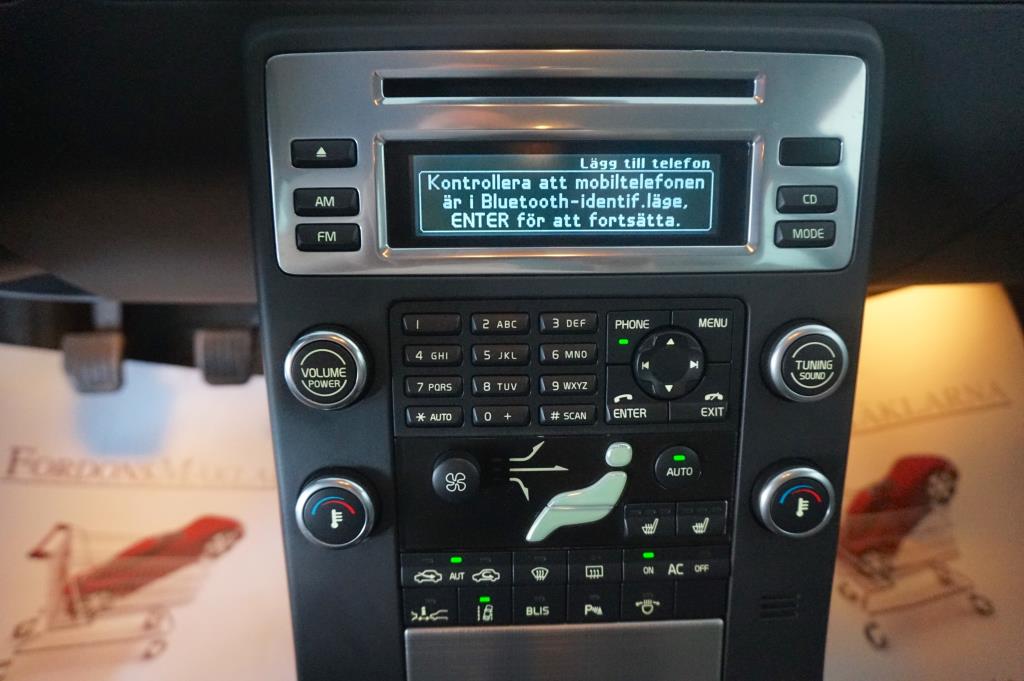 Lägg till telefon
Kontrollera att mobiltelefonen
är i Bluetooth-identif.läge,
ENTER för att fortsätta.
AM
CD
FM
MODE
1
2 ABC
3 DEF
PHONE
MENU
4 GHI
5 JKL
6 MNO
VOLUME
POWER
TUNING
SOUND
7 PQRS
8 TUV
9 WXYZ
* AUTO
0 +
# SCAN
ENTER
EXIT
AUTO
AUT
ON
AC
OFF
BLIS
P